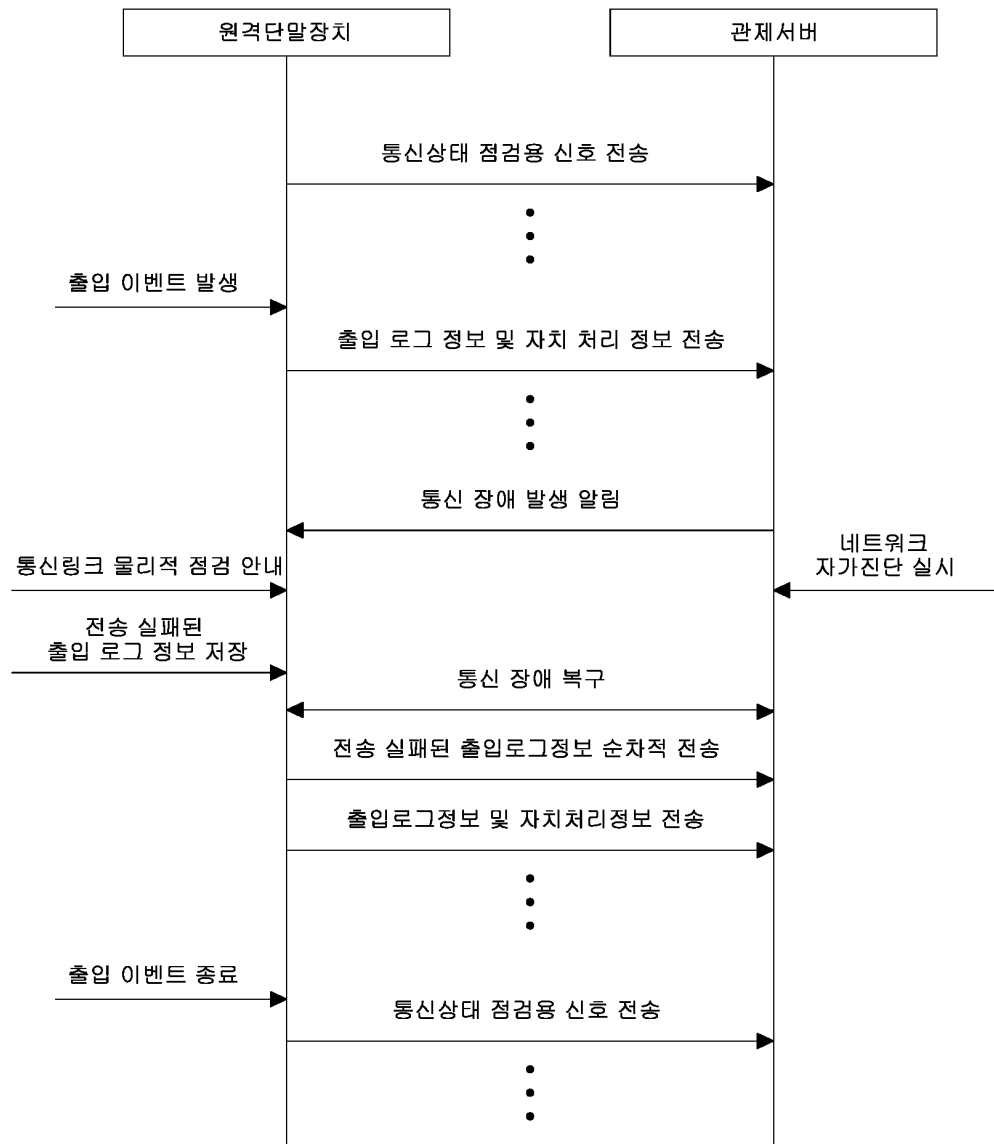 원격단말장치
관제서버
통신상태 점검용 신호 전송
출입 이벤트 발생
출입 로그 정보 및 자치 처리 정보 전송
통신 장애 발생 알림
통신링크 물리적 점검 안내
네트워크
자가진단 실시
전송 실패된
출입 로그 정보 저장
통신 장애 복구
전송 실패된 출입로그정보 순차적 전송
출입로그정보 및 자치처리정보 전송
출입 이벤트 종료
통신상태 점검용 신호 전송